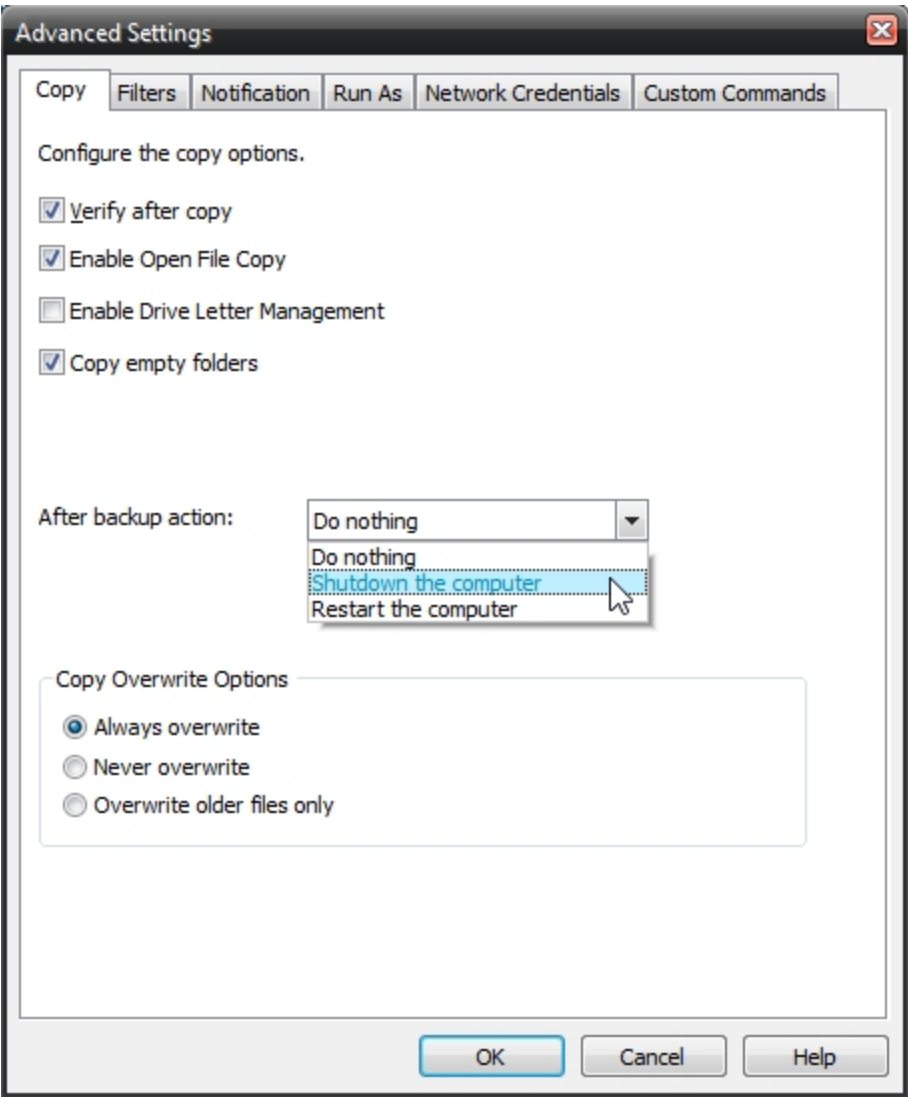 Advanced Settings
Copy Filters Notification Run As Network Credentials Custom Commands
Configure the copy options.
Verify after copy
Enable Open File Copy
Enable Drive Letter Management
Copy empty folders
After backup action: Do nothing
Do nothing
Shutdown the computer
Restart the computer
Copy Overwrite Options
Always overwrite
Never overwrite
Overwrite older files only
OK Cancel Help